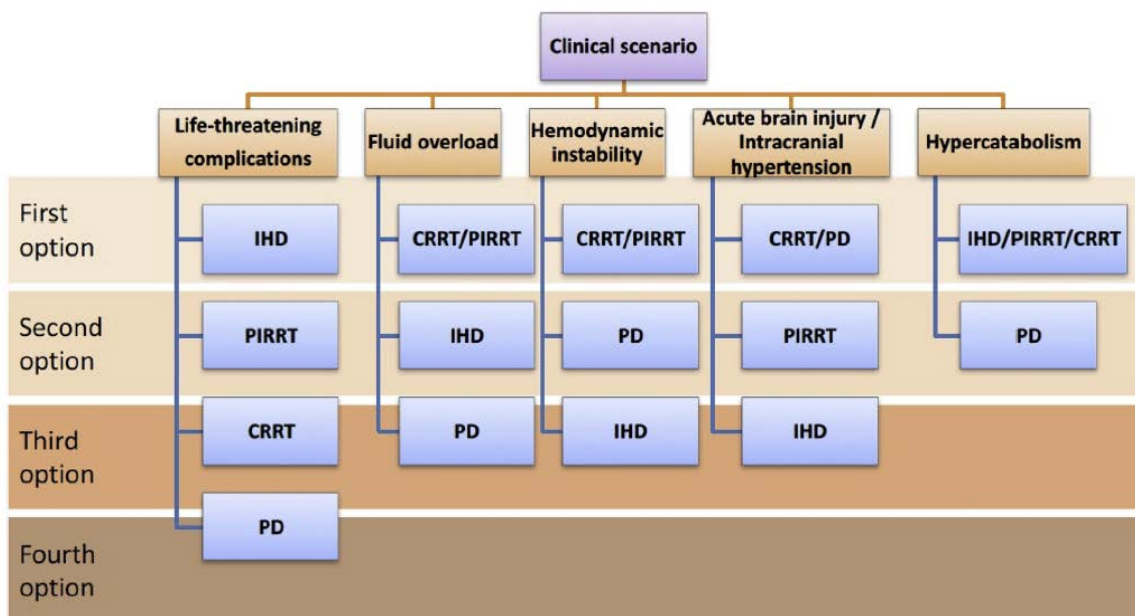 Clinical scenario
Life-threatening
complications
Fluid overload
Hemodynamic
instability
Acute brain injury /
Intracranial
hypertension
Hypercatabolism
First
option
IHD
CRRT/PIRRT
CRRT/PIRRT
CRRT/PD
IHD/PIRRT/CRRT
Second
option
PIRRT
IHD
PD
PIRRT
PD
Third
option
CRRT
PD
IHD
IHD
PD
Fourth
option